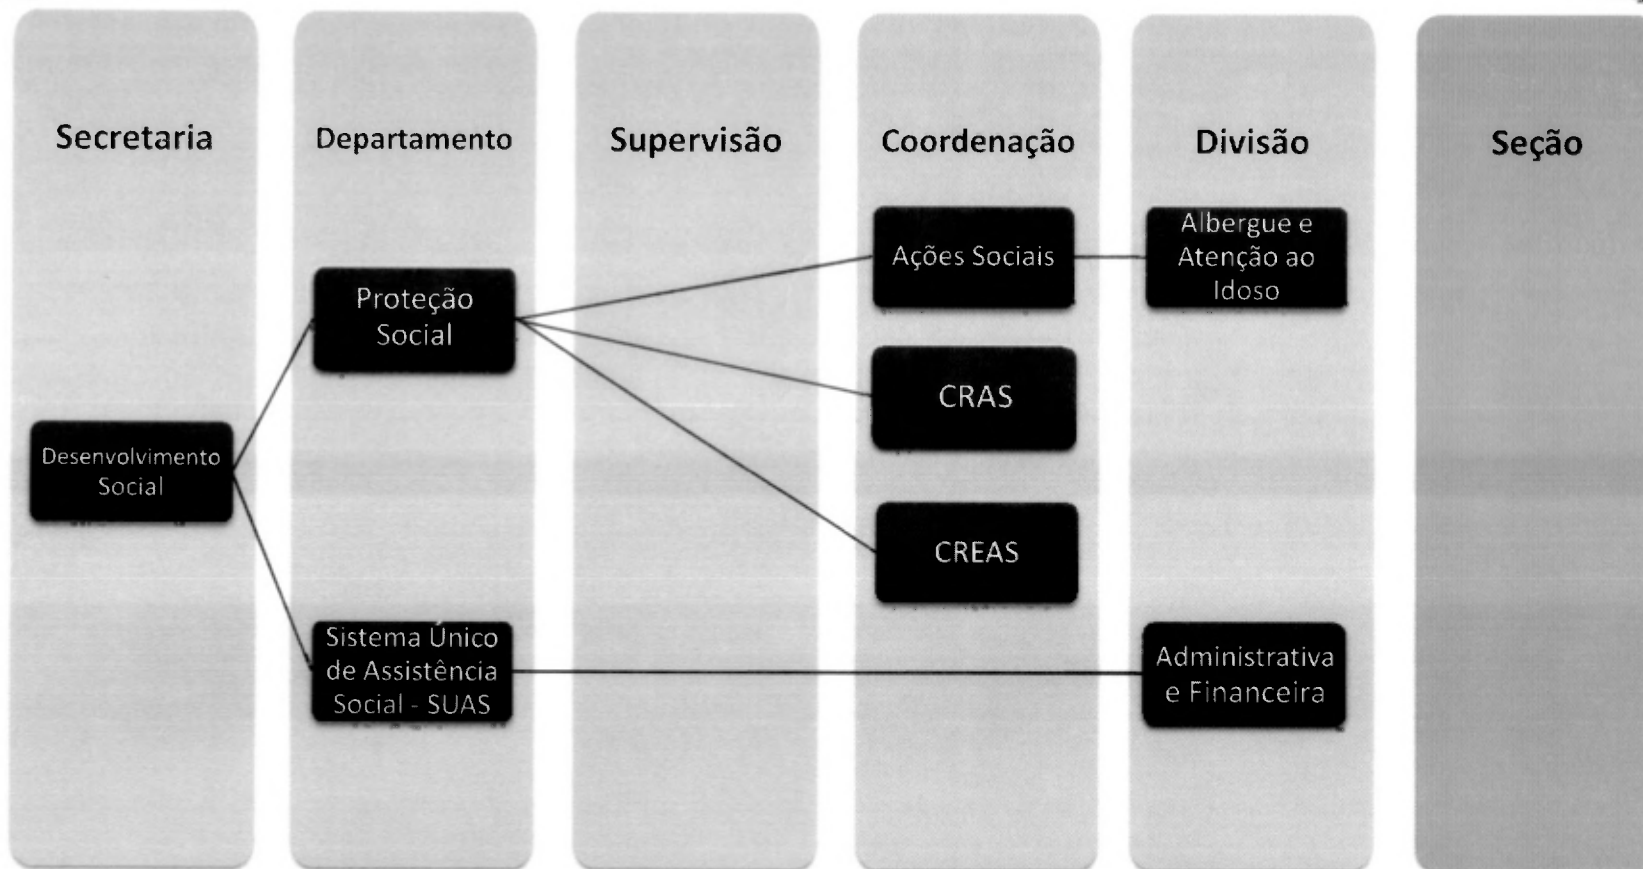 Secretaria
Departamento
Supervisão
Coordenação
Divisão
Seção
Ações Sociais
Albergue e
Atenção ao
Idoso
Proteção
Social
CRAS
Desenvolvimento
Social
CREAS
Sistema Único
de Assistência
Social - SUAS
Administrativa
e Financeira